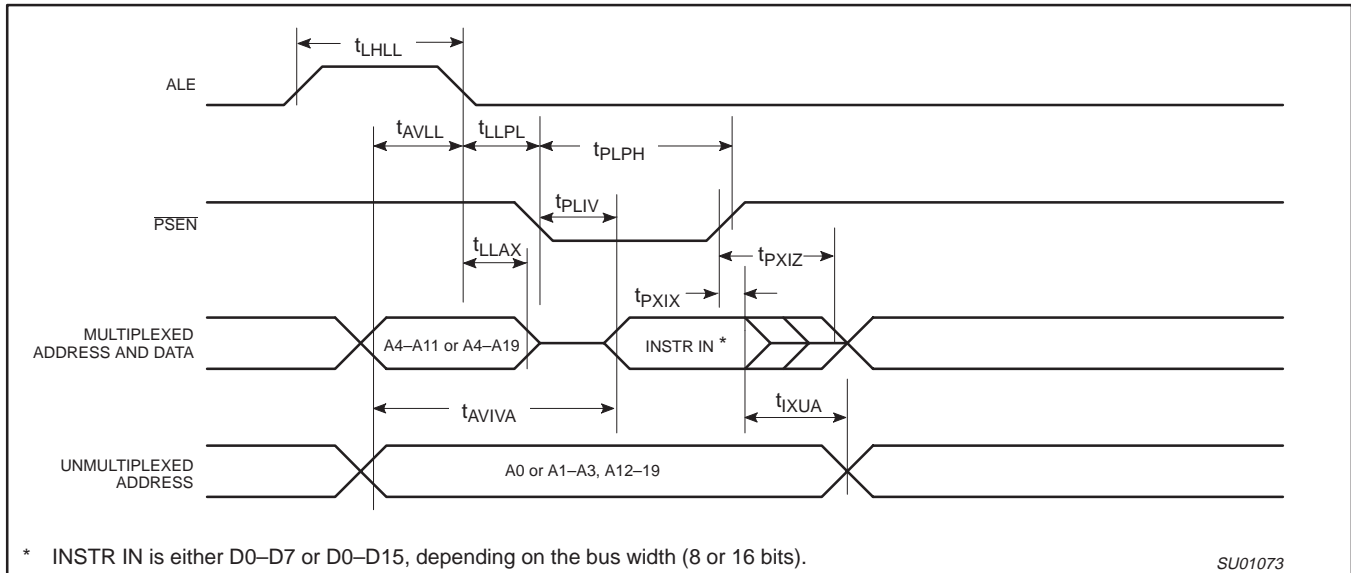 tLHLL
ALE
tAVLL
tLLPL
tPLPH
PSEN
tPLIV
tLLAX
tPXIZ
tPXIX
MULTIPLEXED
ADDRESS AND DATA
A4–A11 or A4–A19
INSTR IN *
tAVIVA
tIXUA
UNMULTIPLEXED
ADDRESS
A0 or A1–A3, A12–19
* INSTR IN is either D0–D7 or D0–D15, depending on the bus width (8 or 16 bits).
SU01073